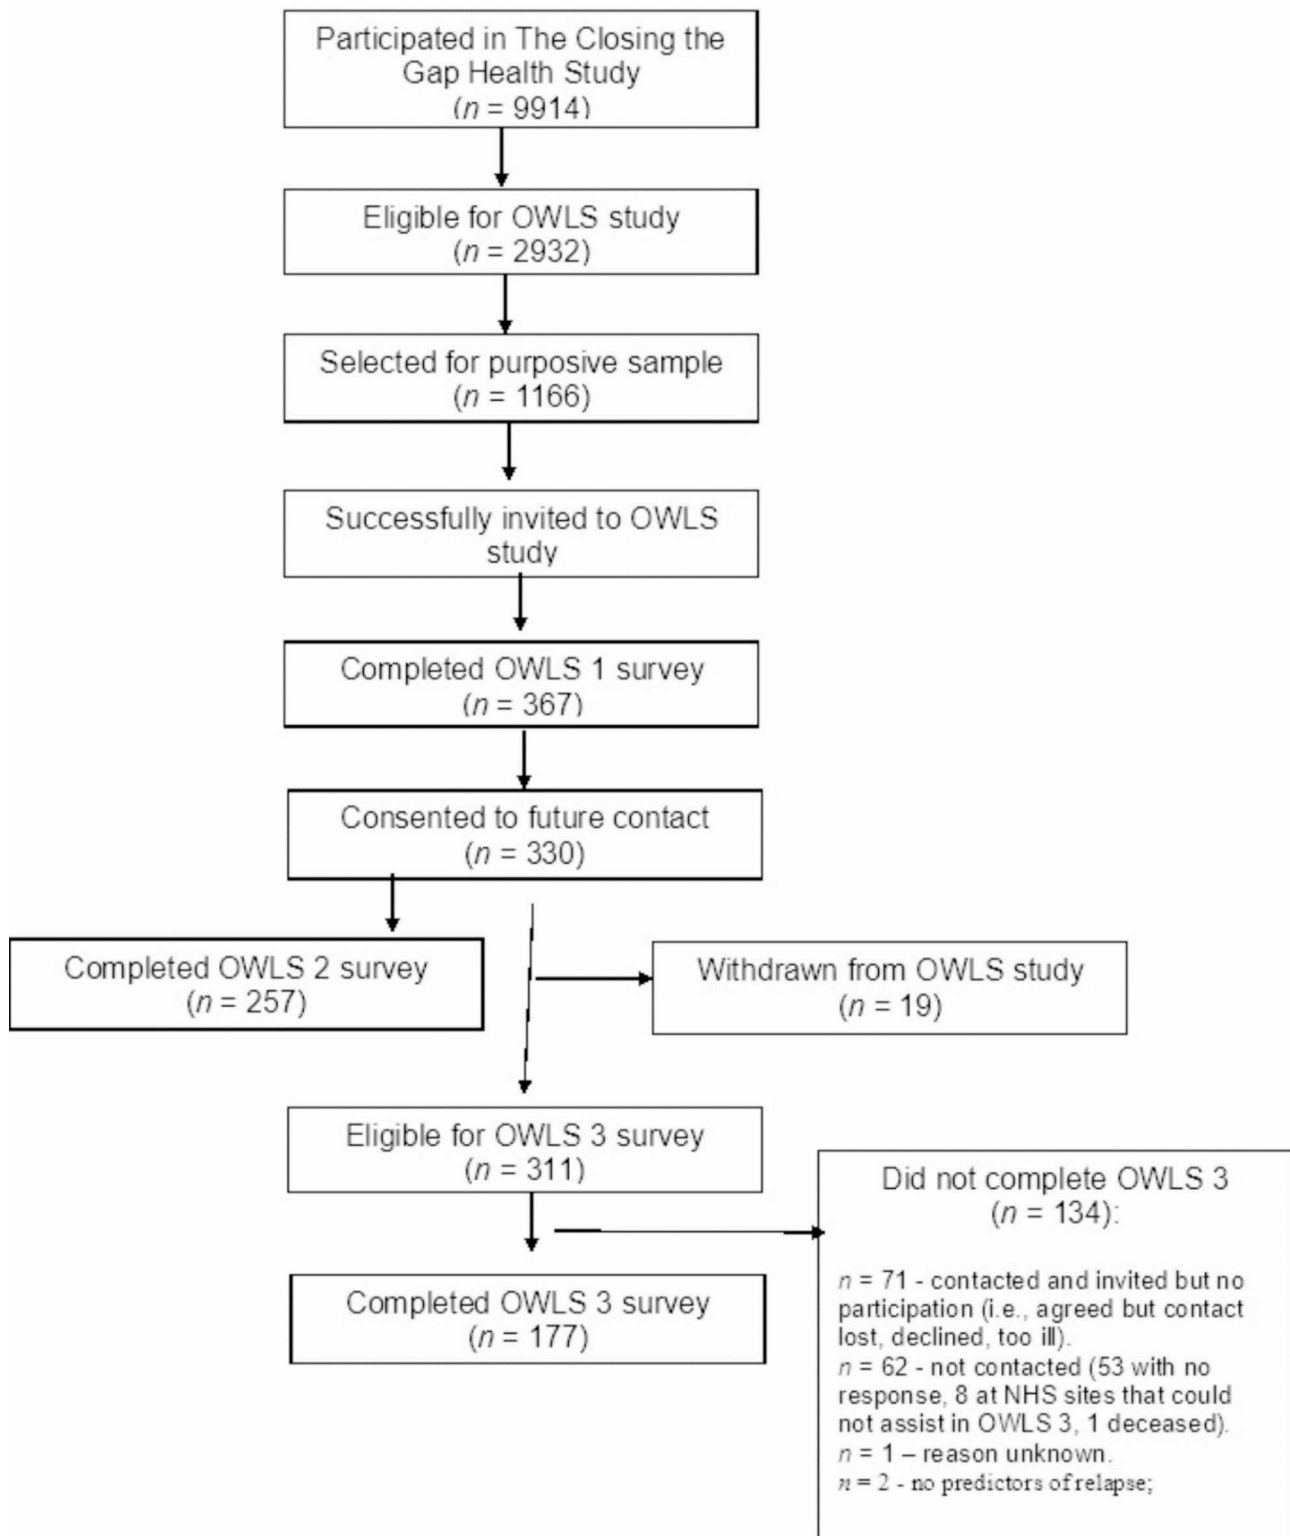 Participated in The Closing the
Gap Health Study
(n = 9914)
Eligible for OWLS study
(n = 2932)
Selected for purposive sample
(n = 1166)
Successfully invited to OWLS
study
Completed OWLS 1 survey
(n = 367)
Consented to future contact
(n = 330)
Completed OWLS 2 survey
(n = 257)
Withdrawn from OWLS study
(n = 19)
Eligible for OWLS 3 survey
(n = 311)
Did not complete OWLS 3
(n = 134):
n = 71 - contacted and invited but no
participation (i.e., agreed but contact
lost, declined, too ill).
n = 62 - not contacted (53 with no
response, 8 at NHS sites that could
not assist in OWLS 3, 1 deceased).
n = 1 – reason unknown.
n = 2 - no predictors of relapse;
Completed OWLS 3 survey
(n = 177)